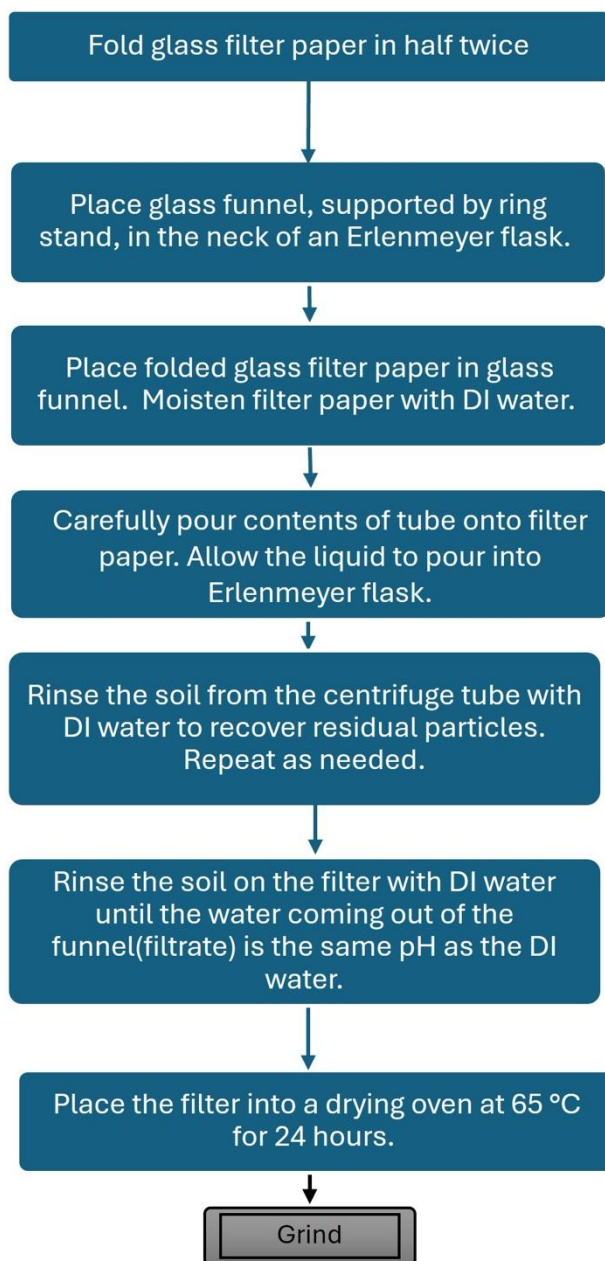 Fold glass filter paper in half twice
Place glass funnel, supported by ring
stand, in the neck of an Erlenmeyer flask.
Place folded glass filter paper in glass
funnel.  Moisten filter paper with DI water.
Carefully pour contents of tube onto filter
paper. Allow the liquid to pour into
Erlenmeyer flask.
Rinse the soil from the centrifuge tube with
DI water to recover residual particles.
Repeat as needed.
Rinse the soil on the filter with DI water
until the water coming out of the
funnel(filtrate) is the same pH as the DI
water.
Place the filter into a drying oven at 65 °C
for 24 hours.
Grind